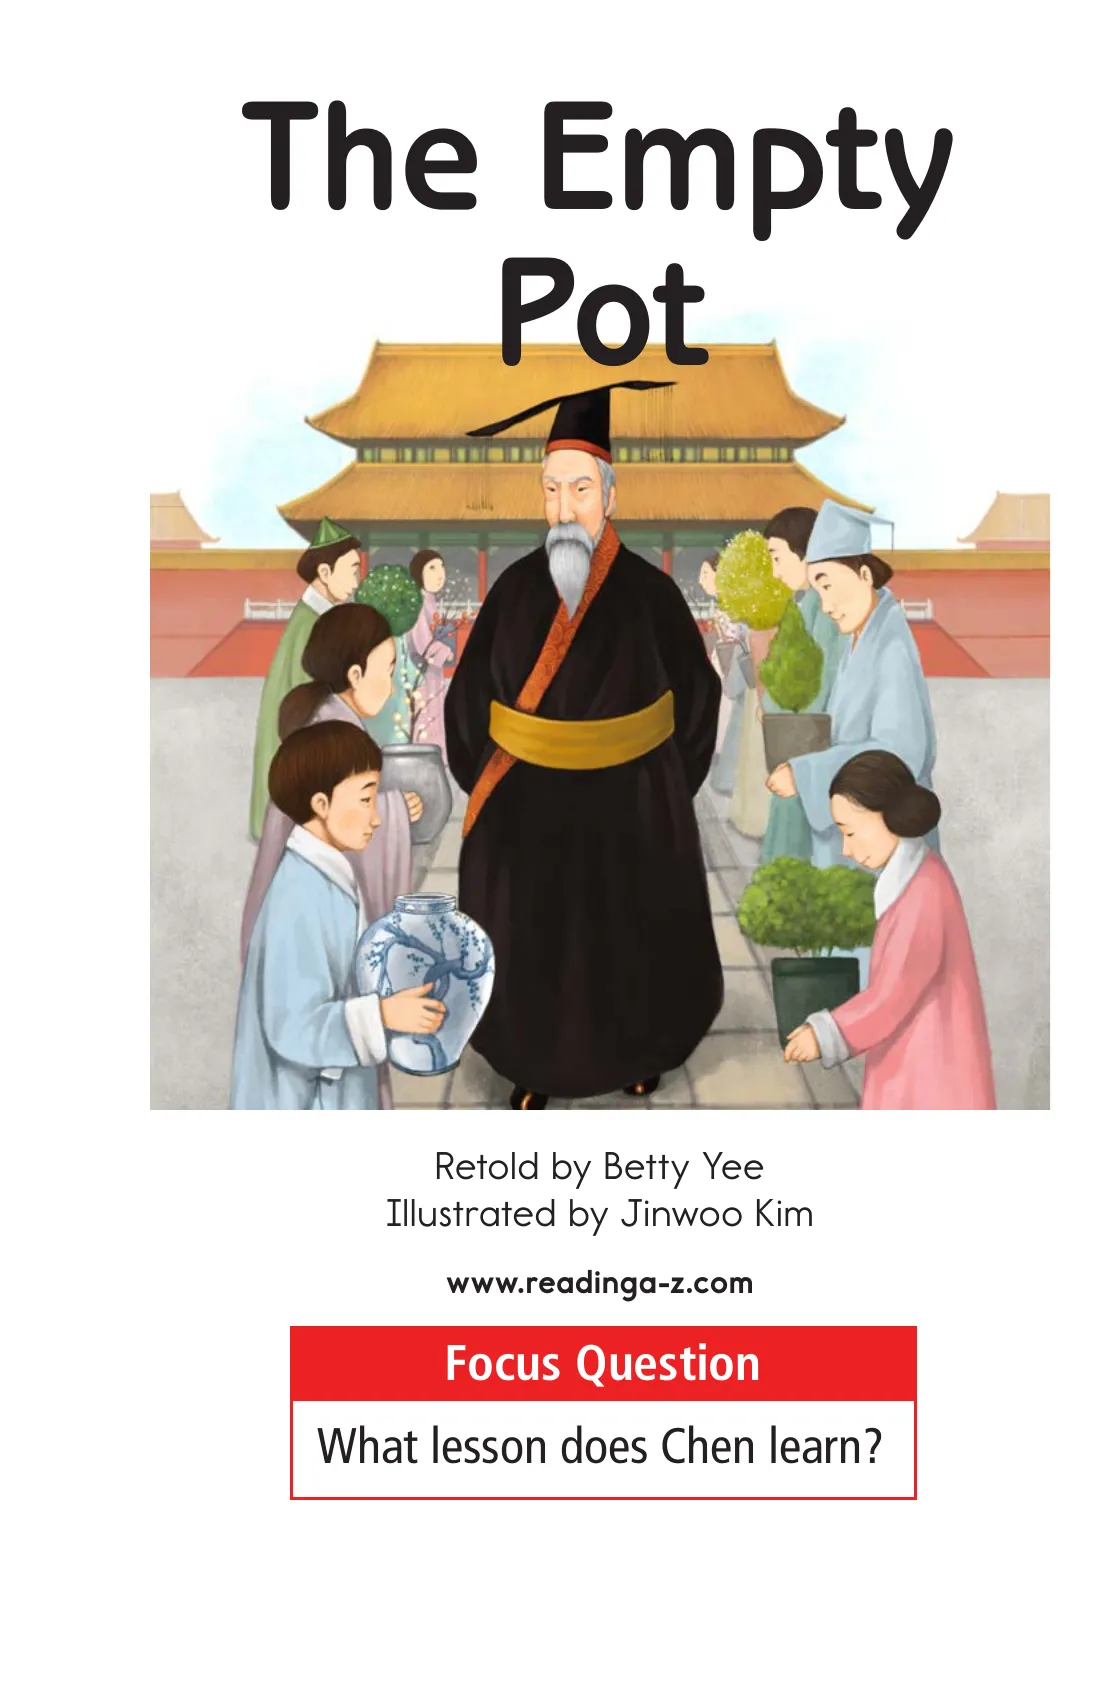 The Empty
Pot
Retold by Betty Yee
Illustrated by Jinwoo Kim
www.readinga-z.com
Focus Question
What lesson does Chen learn?